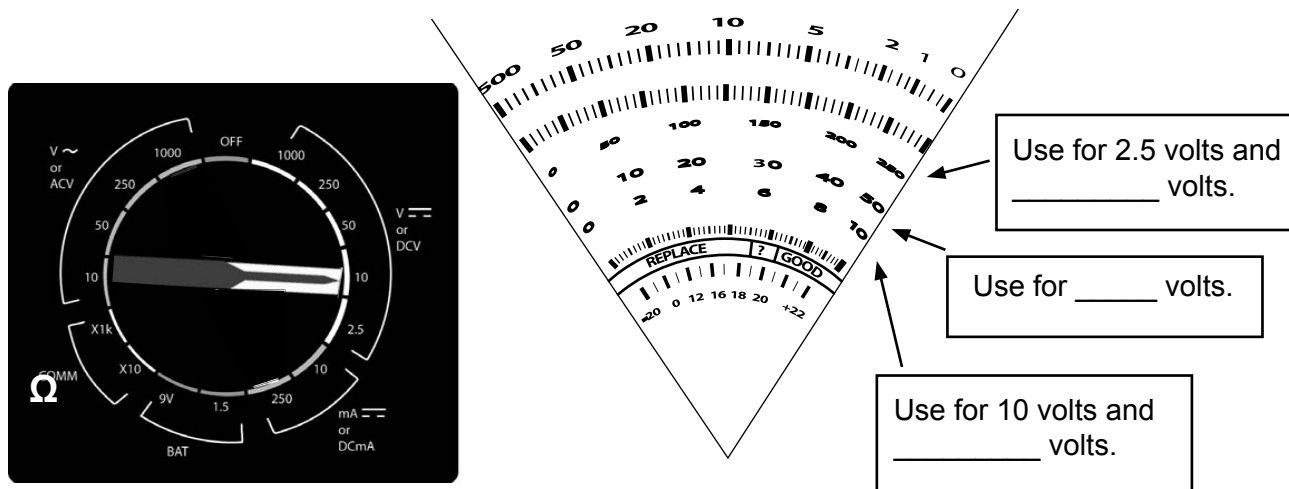 OFF
1000
250
50
10
V ~
or
ACV
1000
250
50
10
2.5
V ⎓
or
DCV
10
250
mA ⎓
or
DCmA
1.5
9V
BAT
X10
X1k
COMM
Ω
500 50 20 10 5 2 1 0
0 50 100 150 200 250
0 10 20 30 40 50
0 2 4 6 8 10
REPLACE ? GOOD
-20 0 12 16 18 20 +22
Use for 2.5 volts and
_________ volts.
Use for _____ volts.
Use for 10 volts and
_________ volts.